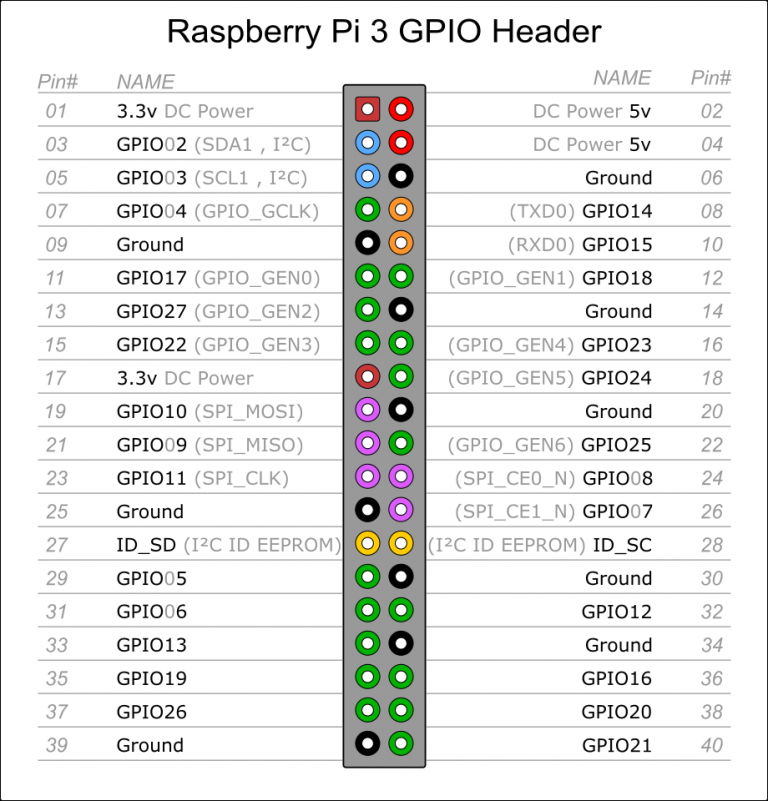 Raspberry Pi 3 GPIO Header
Pin# NAME NAME Pin#
01 3.3v DC Power DC Power 5v 02
03 GPIO02 (SDA1 , I²C) DC Power 5v 04
05 GPIO03 (SCL1 , I²C) Ground 06
07 GPIO04 (GPIO_GCLK) (TXD0) GPIO14 08
09 Ground (RXD0) GPIO15 10
11 GPIO17 (GPIO_GEN0) (GPIO_GEN1) GPIO18 12
13 GPIO27 (GPIO_GEN2) Ground 14
15 GPIO22 (GPIO_GEN3) (GPIO_GEN4) GPIO23 16
17 3.3v DC Power (GPIO_GEN5) GPIO24 18
19 GPIO10 (SPI_MOSI) Ground 20
21 GPIO09 (SPI_MISO) (GPIO_GEN6) GPIO25 22
23 GPIO11 (SPI_CLK) (SPI_CE0_N) GPIO08 24
25 Ground (SPI_CE1_N) GPIO07 26
27 ID_SD (I²C ID EEPROM) (I²C ID EEPROM) ID_SC 28
29 GPIO05 Ground 30
31 GPIO06 GPIO12 32
33 GPIO13 Ground 34
35 GPIO19 GPIO16 36
37 GPIO26 GPIO20 38
39 Ground GPIO21 40